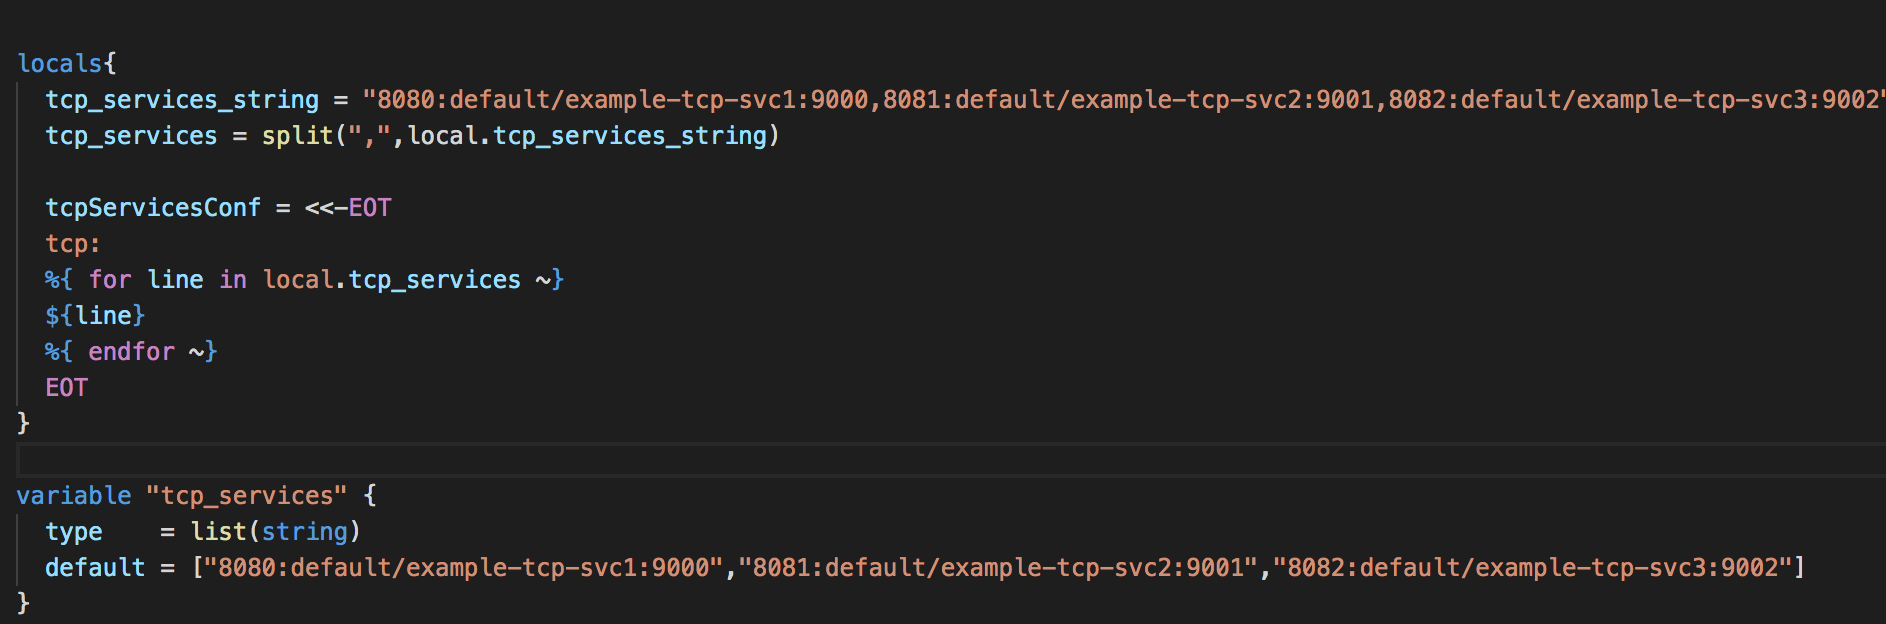 locals{
tcp_services_string = "8080:default/example-tcp-svc1:9000,8081:default/example-tcp-svc2:9001,8082:default/example-tcp-svc3:9002"
tcp_services = split(",",local.tcp_services_string)
tcpServicesConf = <<-EOT
tcp:
%{ for line in local.tcp_services ~}
${line}
%{ endfor ~}
EOT
}
variable "tcp_services" {
type    = list(string)
default = ["8080:default/example-tcp-svc1:9000","8081:default/example-tcp-svc2:9001","8082:default/example-tcp-svc3:9002"]
}